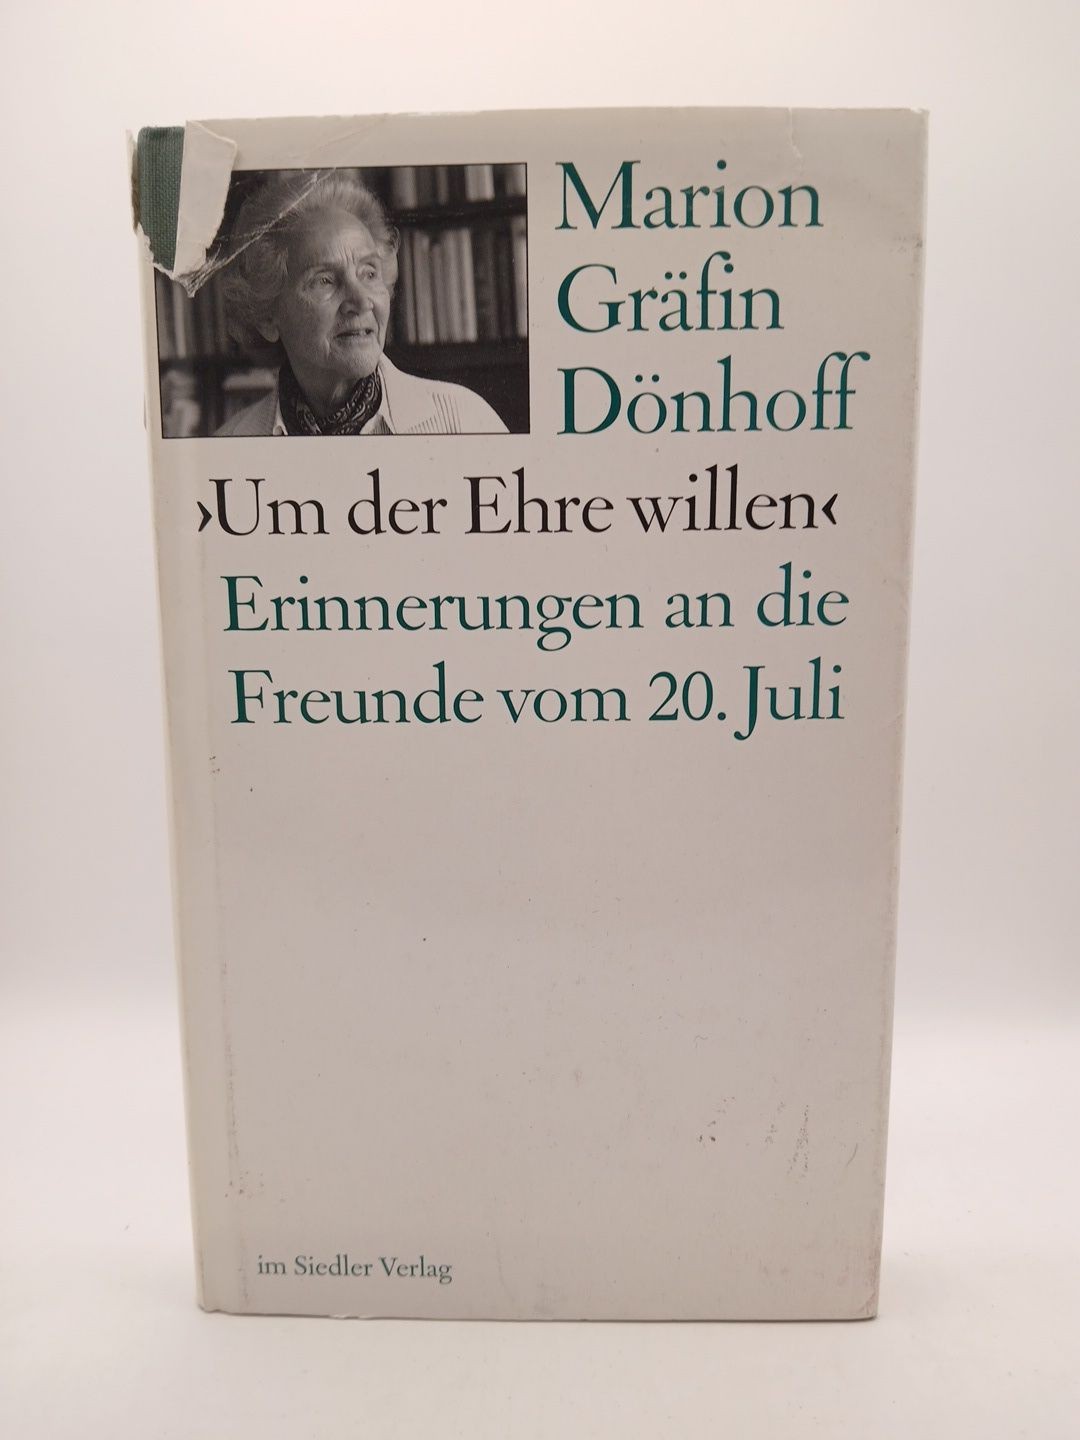 Marion
Gräfin
Dönhoff
›Um der Ehre willen‹
Erinnerungen an die
Freunde vom 20. Juli
im Siedler Verlag